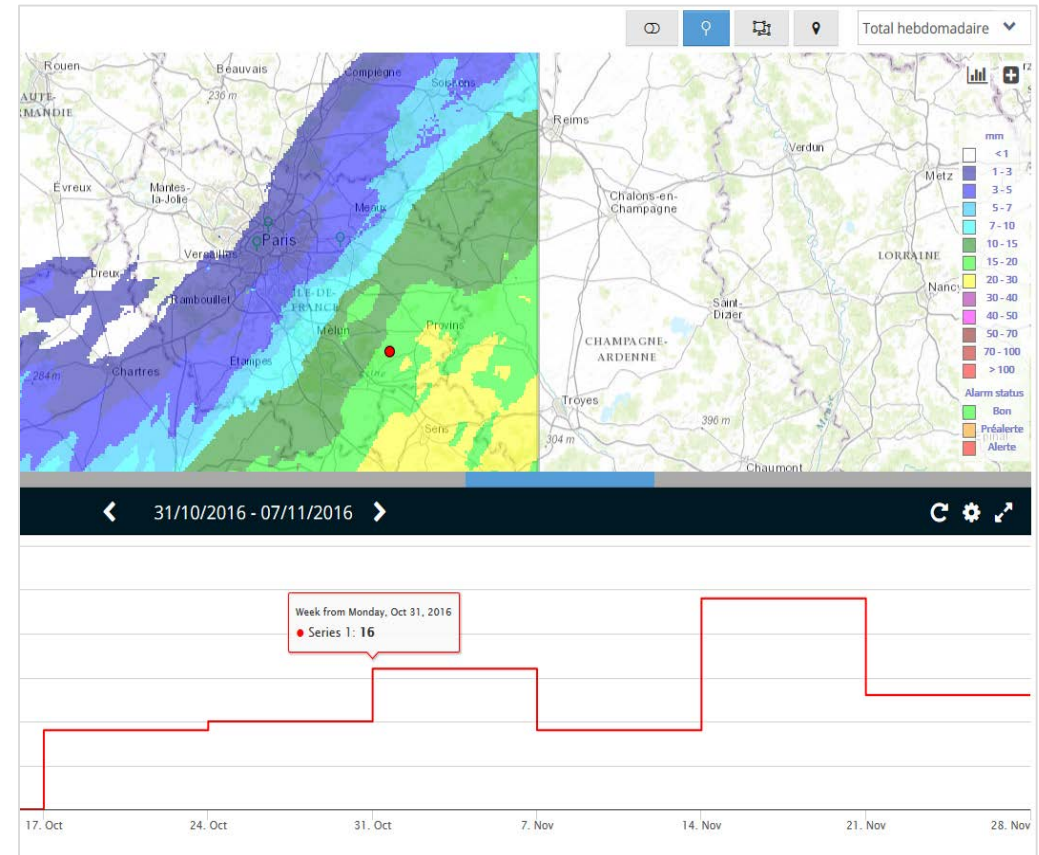 Total hebdomadaire
Rouen
Beauvais
Compiègne
Soissons
236 m
Reims
Verdun
Metz
Evreux
Mantes-
la-Jolie
Meaux
Chalons-en-
Champagne
Paris
Versailles
LORRAINE
Dreux
Rambouillet
ILE-DE-
FRANCE
Nancy
Saint-
Dizier
Melun
Provins
CHAMPAGNE-
ARDENNE
Etampes
284 m
Chartres
Seine
Troyes
396 m
Sens
304 m
Chaumont
mm
<1
1 - 3
3 - 5
5 - 7
7 - 10
10 - 15
15 - 20
20 - 30
30 - 40
40 - 50
50 - 70
70 - 100
> 100
Alarm status
Bon
Préalerte
Alerte
31/10/2016 - 07/11/2016
Week from Monday, Oct 31, 2016
Series 1: 16
17. Oct
24. Oct
31. Oct
7. Nov
14. Nov
21. Nov
28. Nov